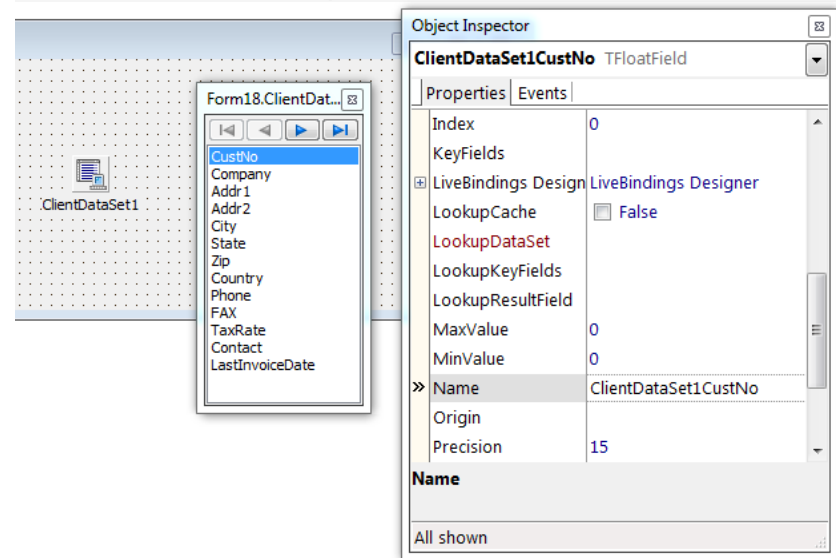 ClientDataSet1
Form18.ClientDat...
CustNo
Company
Addr1
Addr2
City
State
Zip
Country
Phone
FAX
TaxRate
Contact
LastInvoiceDate
Object Inspector
ClientDataSet1CustNo TFloatField
Properties Events
Index 0
KeyFields
LiveBindings Design LiveBindings Designer
LookupCache False
LookupDataSet
LookupKeyFields
LookupResultField
MaxValue 0
MinValue 0
Name ClientDataSet1CustNo
Origin
Precision 15
Name
All shown